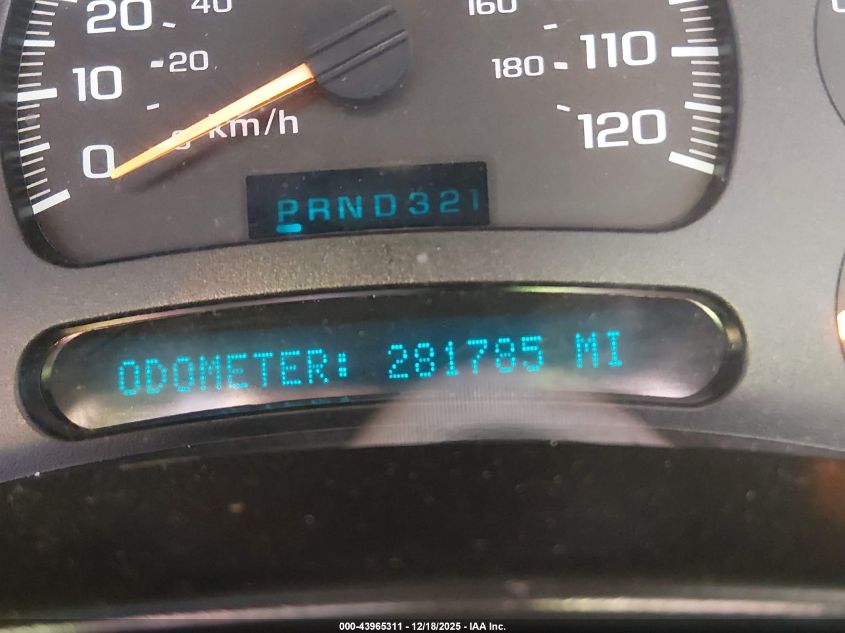 20 40 160
10 20 180 110
km/h 120
0
PRND321
ODOMETER: 281785 MI
000-43965311 - 12/18/2025 - IAA Inc.